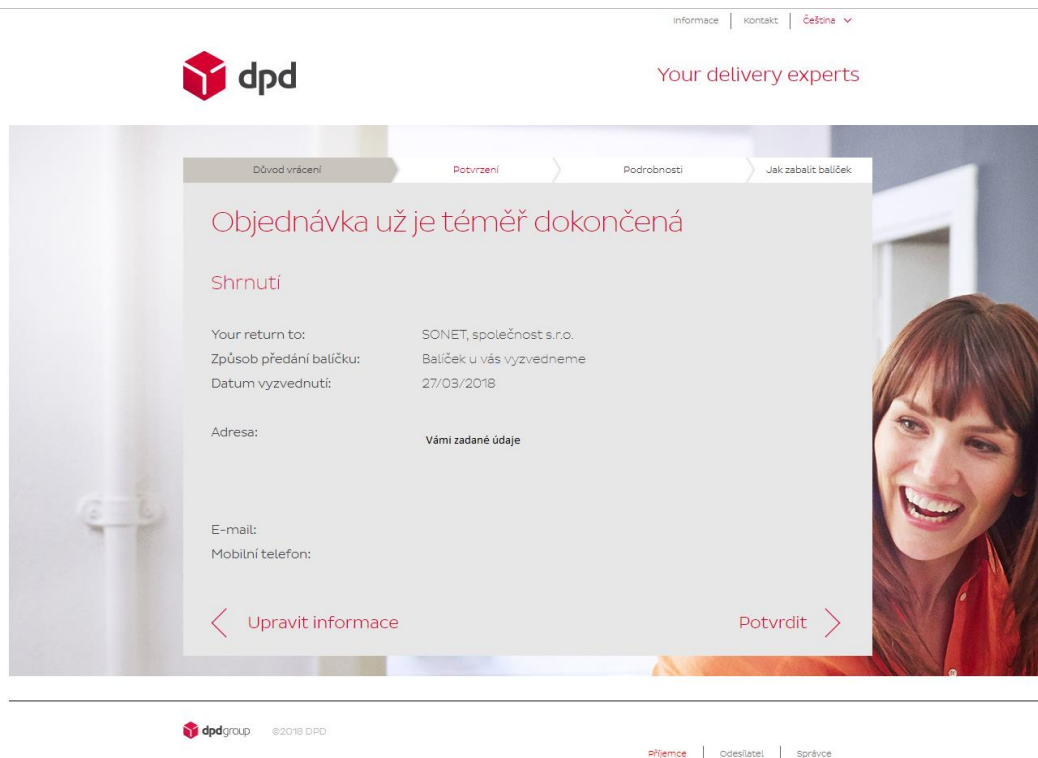 Informace Kontakt Čeština
dpd Your delivery experts
Důvod vrácení Potvrzení Podrobnosti Jak zabalit balíček
Objednávka už je téměř dokončená
Shrnutí
Your return to: SONET, společnost s.r.o.
Způsob předání balíčku: Balíček u vás vyzvedneme
Datum vyzvednutí: 27/03/2018
Adresa: Vámi zadané údaje
E-mail:
Mobilní telefon:
Upravit informace Potvrdit
dpdgroup ©2018 DPD
Příjemce Odesílatel Správce